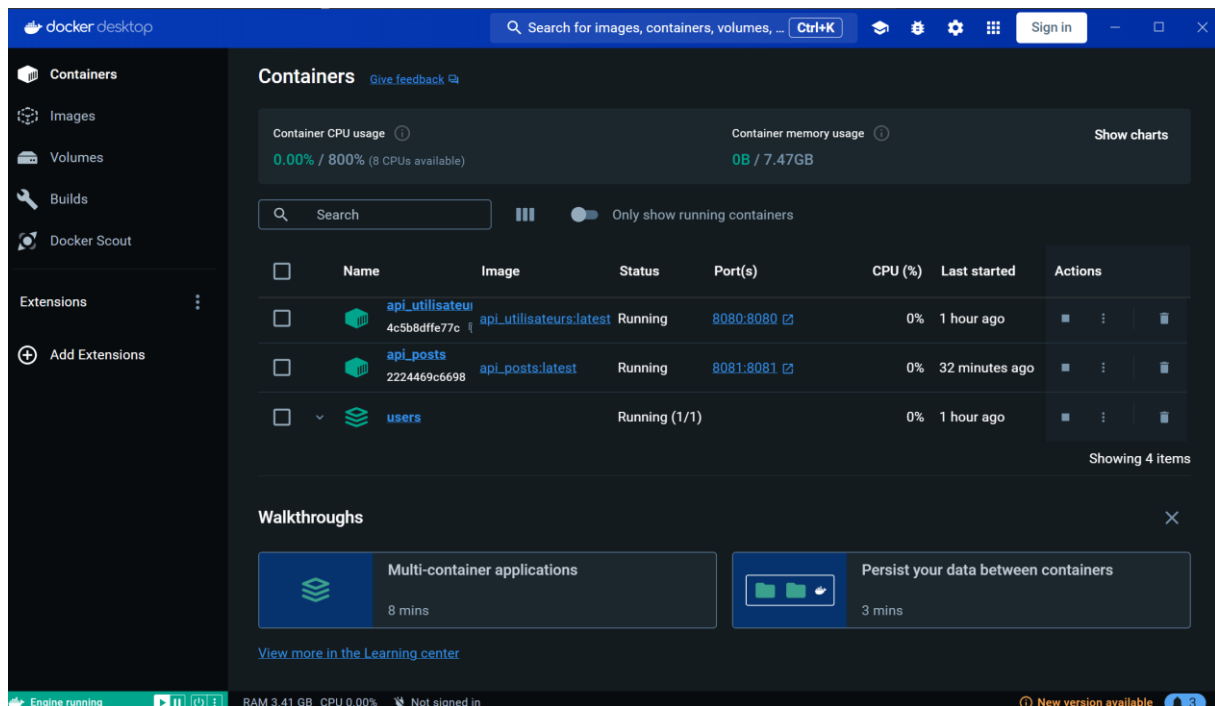 docker desktop
Search for images, containers, volumes, ... Ctrl+K
Sign in
Containers
Images
Volumes
Builds
Docker Scout
Extensions
Add Extensions
Containers Give feedback
Container CPU usage
0.00% / 800% (8 CPUs available)
Container memory usage
0B / 7.47GB
Show charts
Search
Only show running containers
Name Image Status Port(s) CPU (%) Last started Actions
api_utilisateur
4c5b8dffe77c
api_utilisateurs:latest Running 8080:8080 0% 1 hour ago
api_posts
2224469c6698
api_posts:latest Running 8081:8081 0% 32 minutes ago
users Running (1/1) 0% 1 hour ago
Showing 4 items
Walkthroughs
Multi-container applications
8 mins
Persist your data between containers
3 mins
View more in the Learning center
Engine running RAM 3.41 GB CPU 0.00% Not signed in New version available 3